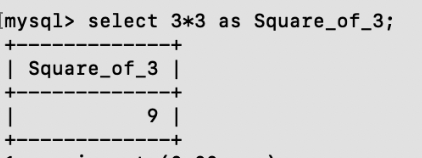 [mysql> select 3*3 as Square_of_3;
+-------------+
| Square_of_3 |
+-------------+
|           9 |
+-------------+